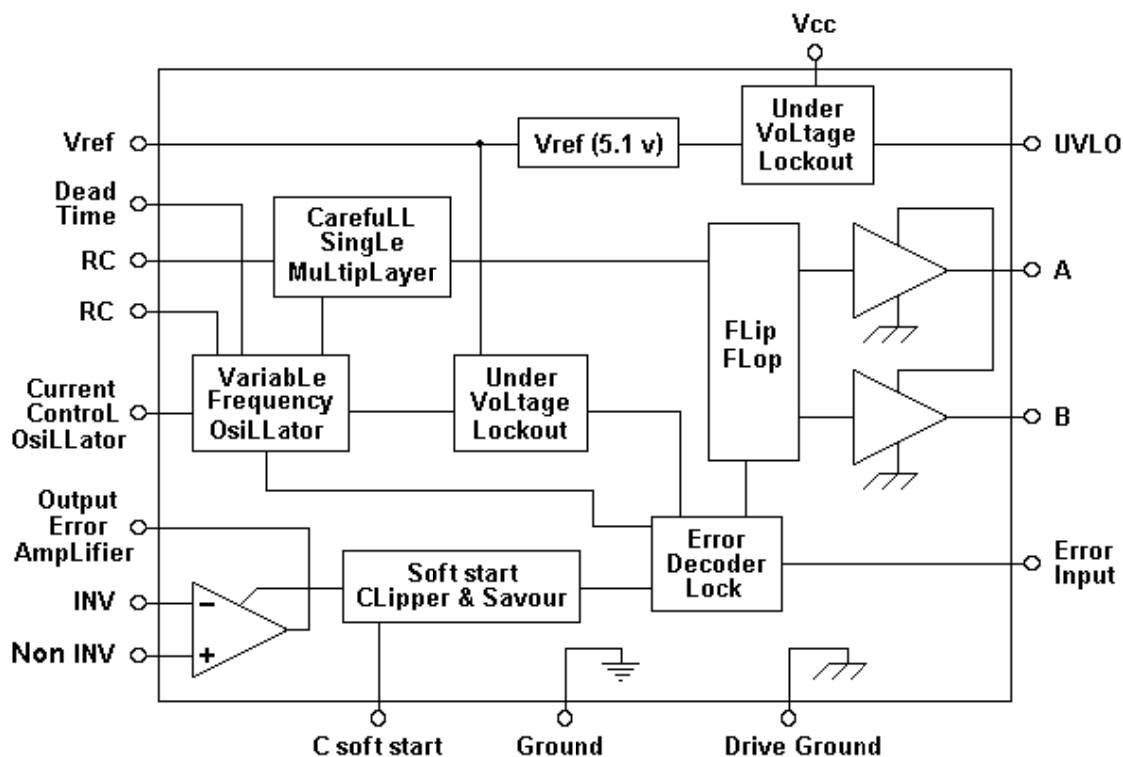 Vcc
Under
VoLtage
Lockout
Vref
Vref (5.1 v)
UVLO
Dead
Time
CarefuLL
SingLe
MuLtipLayer
RC
A
RC
FLip
FLop
VariabLe
Frequency
OsiLLator
Under
VoLtage
Lockout
Current
ControL
OsiLLator
B
Output
Error
AmpLifier
Error
Decoder
Lock
Error
Input
Soft start
CLipper & Savour
INV
−
Non INV
+
C soft start
Ground
Drive Ground